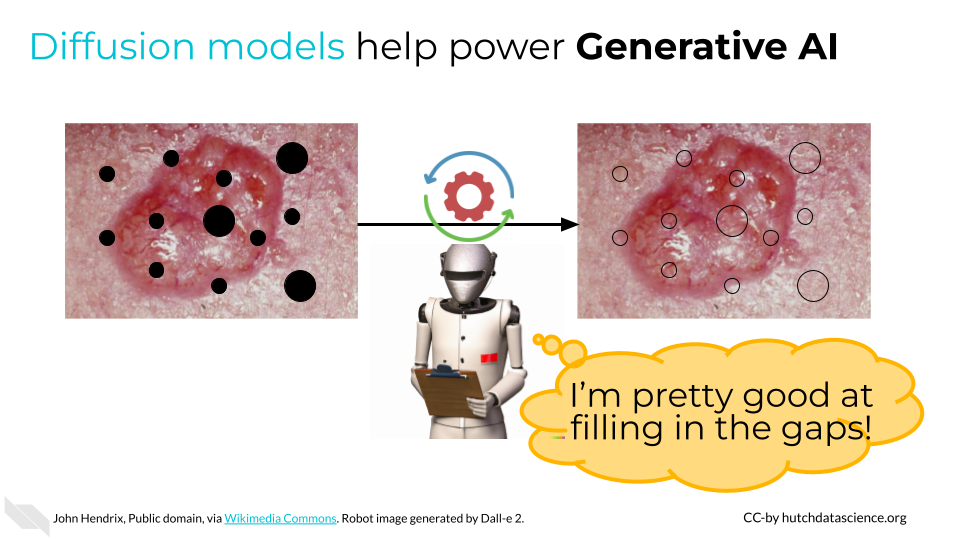 Diffusion models help power Generative AI
I’m pretty good at
filling in the gaps!
John Hendrix, Public domain, via Wikimedia Commons. Robot image generated by Dall-e 2.
CC-by hutchdatascience.org